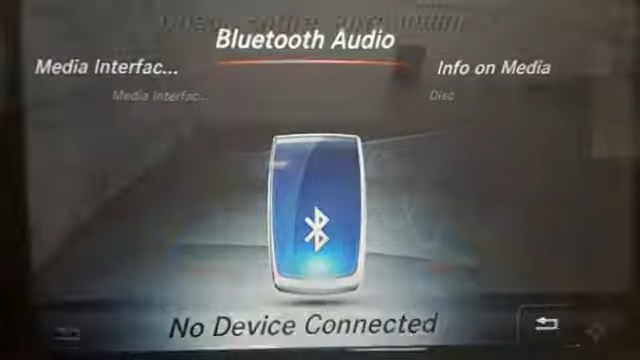 Bluetooth Audio
Media Interfac... Info on Media
Media Interfac... Disc
No Device Connected